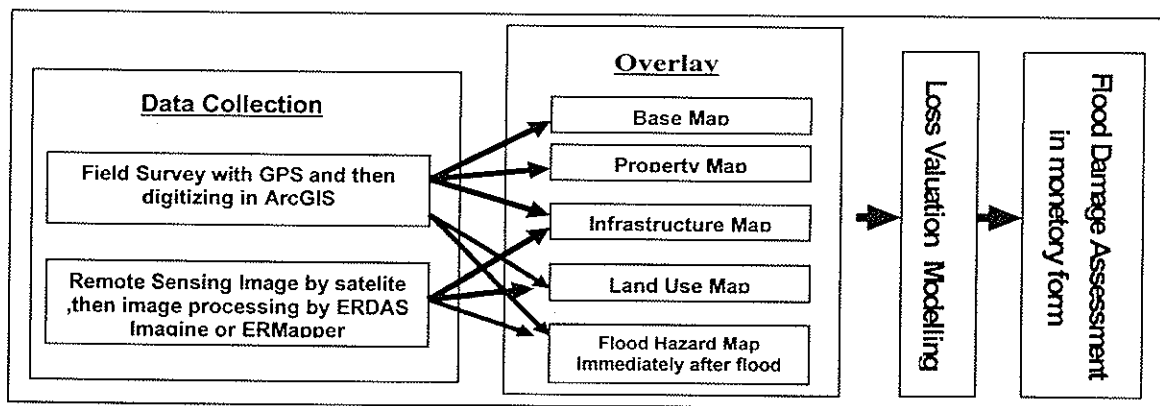 Data Collection
Field Survey with GPS and then
digitizing in ArcGIS
Remote Sensing Image by satelite
,then image processing by ERDAS
Imagine or ERMapper
Overlay
Base Map
Property Map
Infrastructure Map
Land Use Map
Flood Hazard Map
Immediately after flood
Loss Valuation Modelling
Flood Damage Assessment
in monetory form